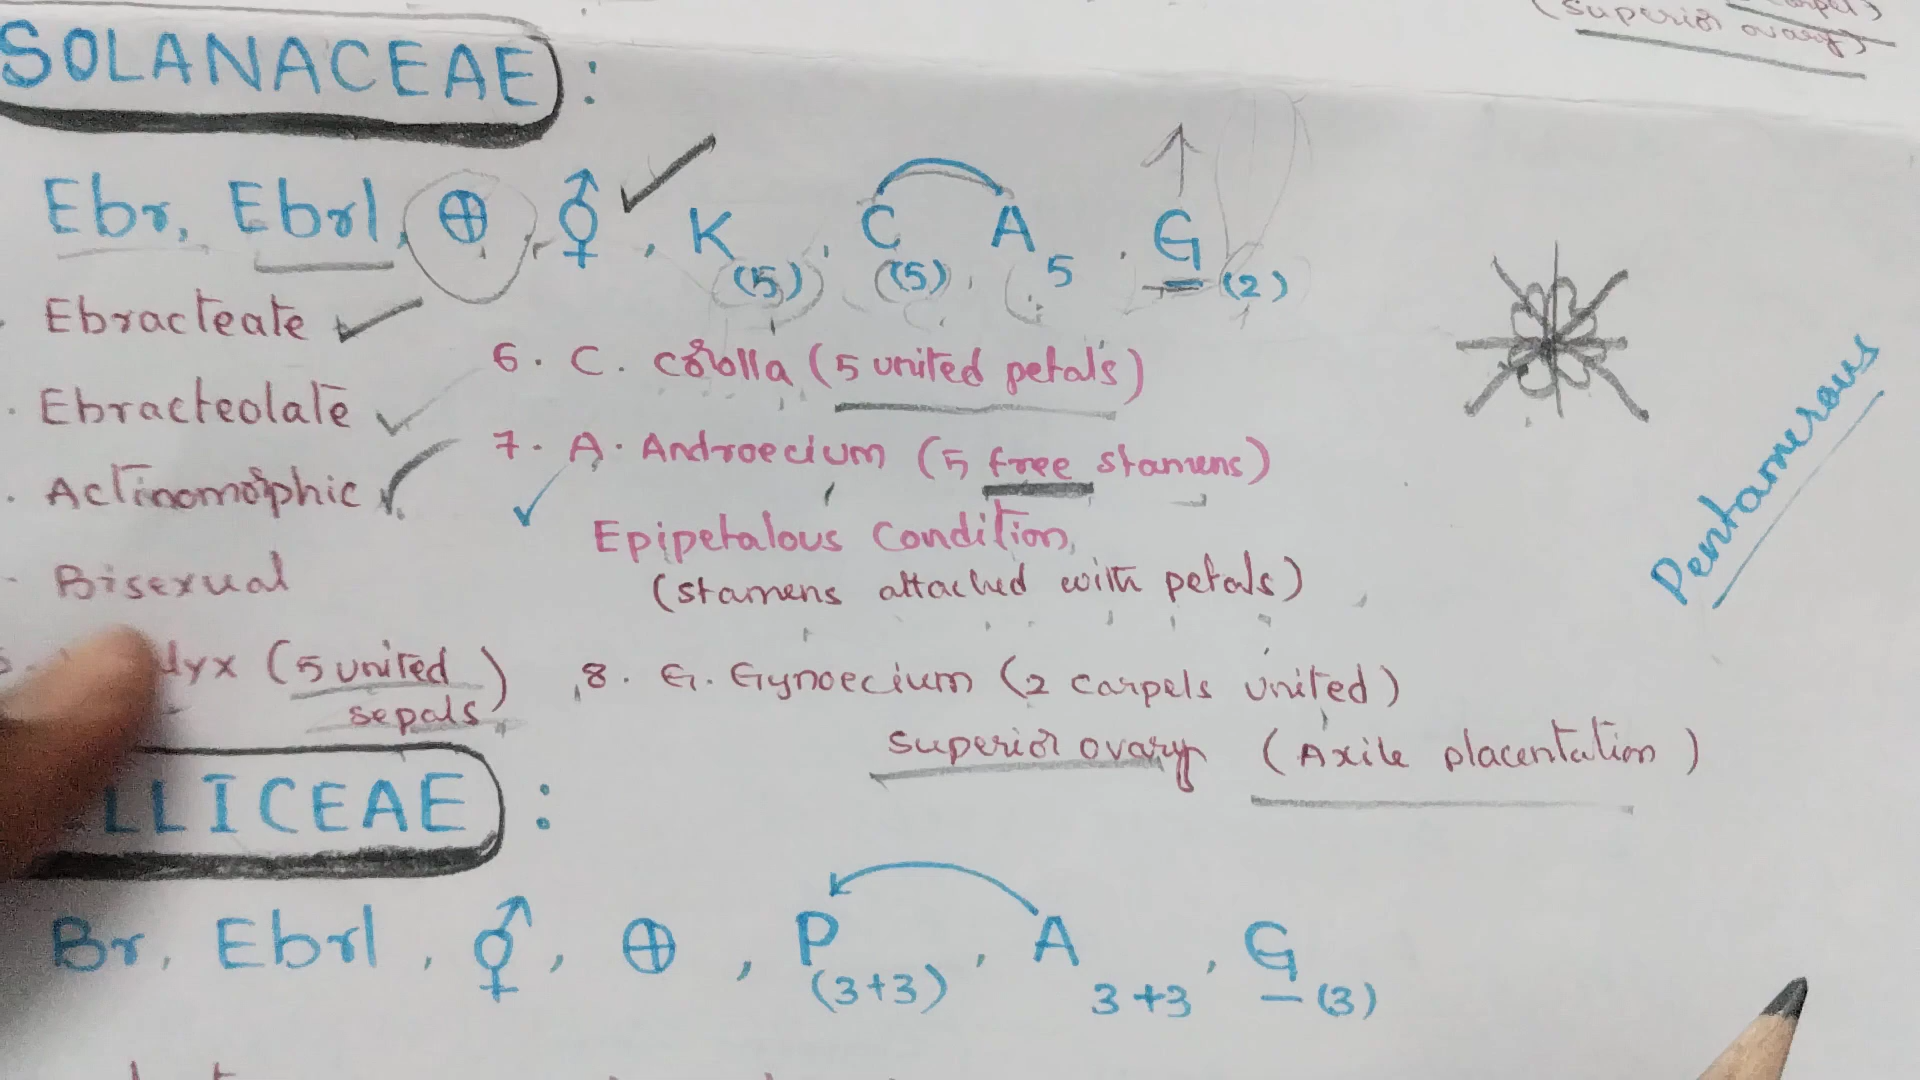 (superior ovary)
SOLANACEAE :
Ebr, Ebrl, ⊕, ⚥, K(5), C(5), A5, G(2)
Ebracteate
6. C. Corolla (5 united petals)
Ebracteolate
7. A. Androecium (5 free stamens)
Actinomorphic
Epipetalous Condition,
Bisexual
(stamens attached with petals)
(5 united sepals)
8. G. Gynoecium (2 carpels united)
superior ovary (Axile placentation)
Pentamerous
LLICEAE :
Br, Ebrl, ⚥, ⊕, P(3+3), A3+3, G(3)